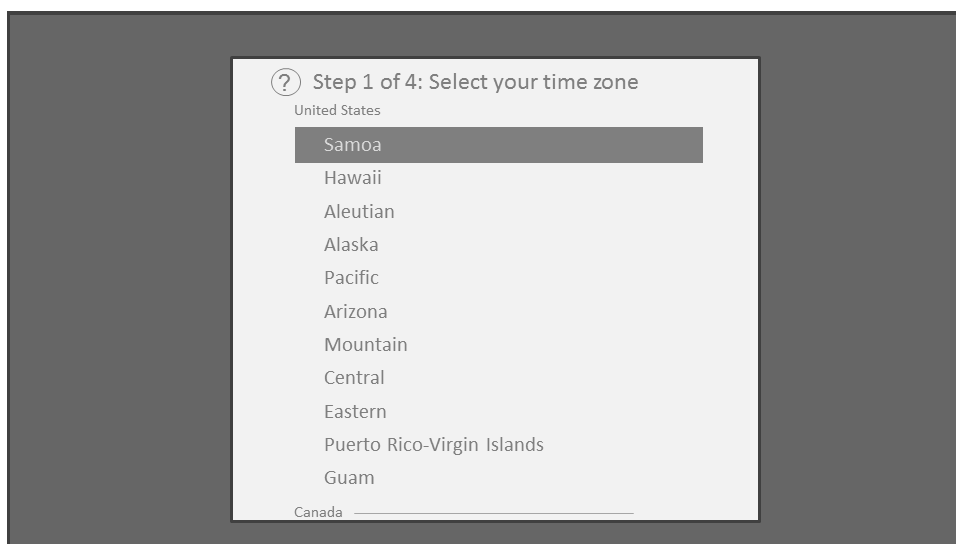 ? Step 1 of 4: Select your time zone
United States
Samoa
Hawaii
Aleutian
Alaska
Pacific
Arizona
Mountain
Central
Eastern
Puerto Rico-Virgin Islands
Guam
Canada